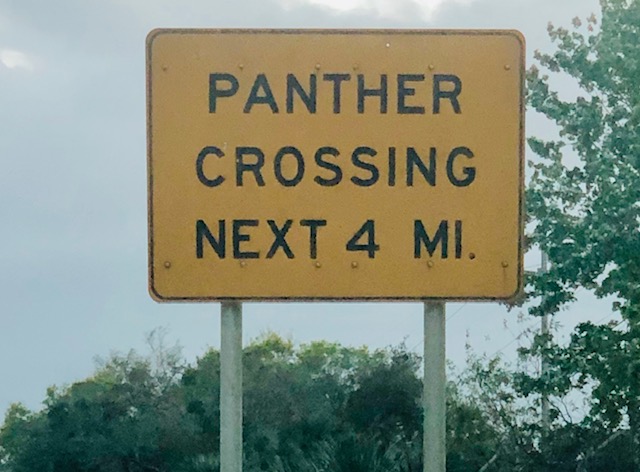 PANTHER
CROSSING
NEXT 4 MI.